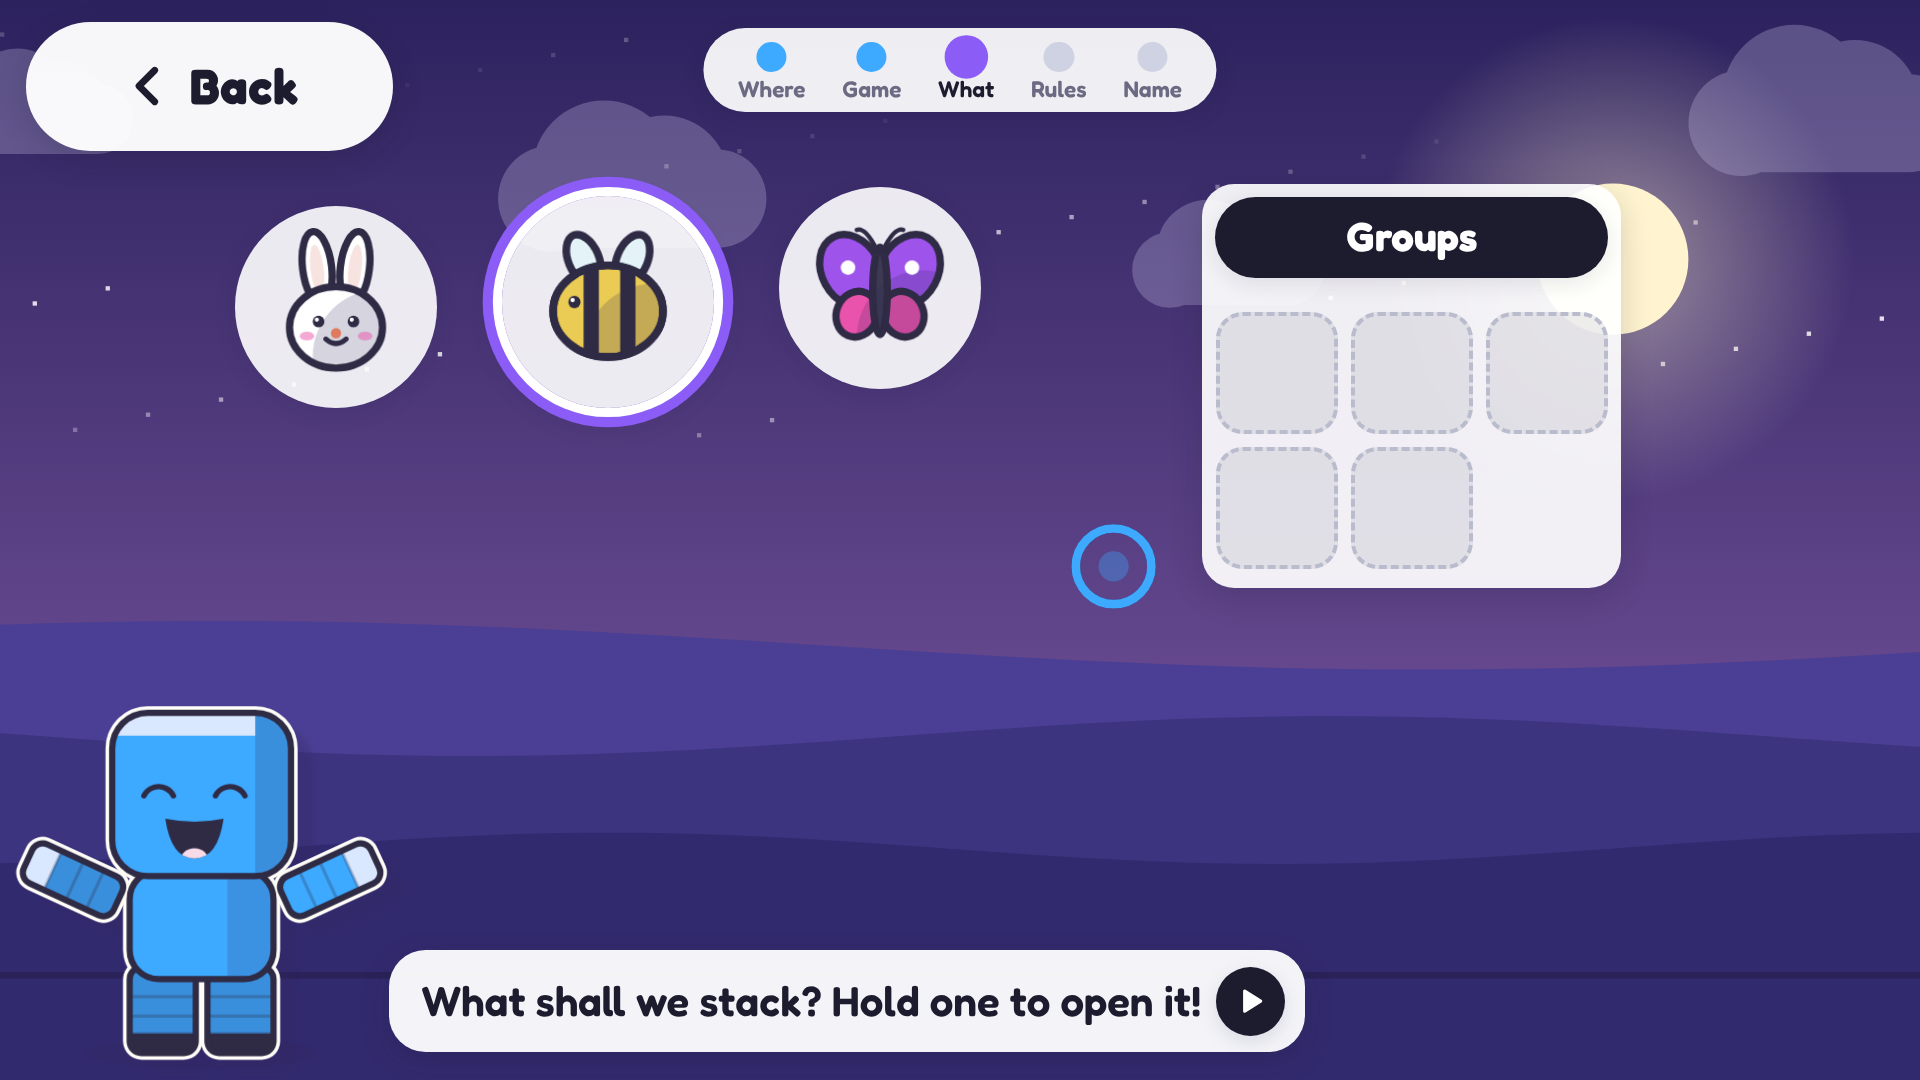 Back
Where
Game
What
Rules
Name
Groups
What shall we stack? Hold one to open it!